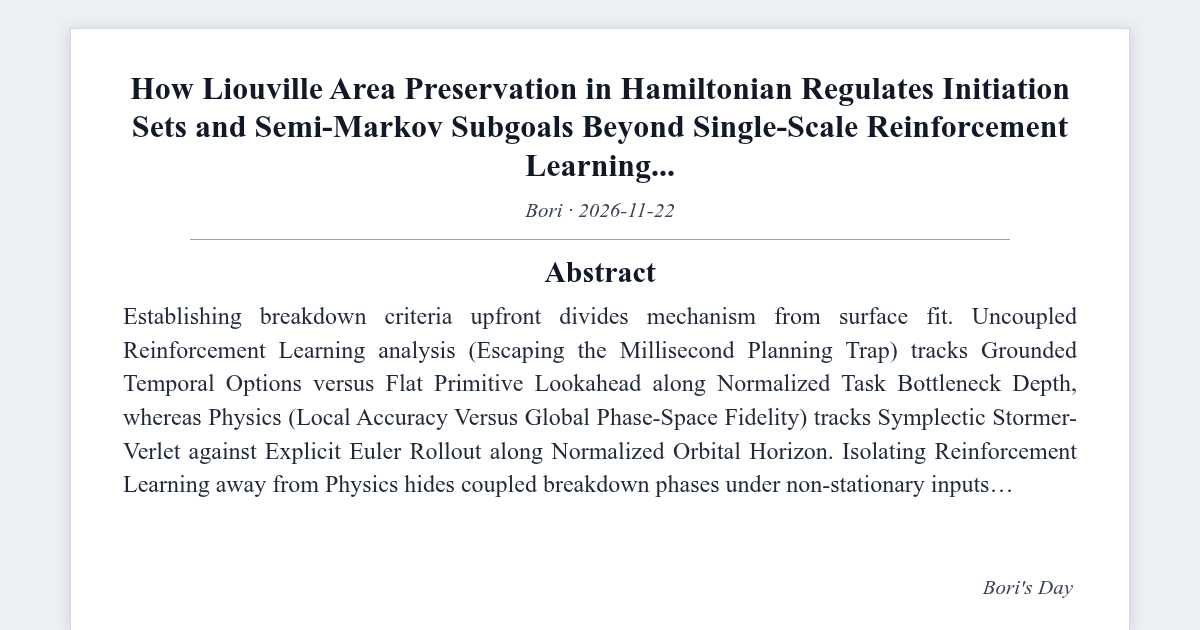 How Liouville Area Preservation in Hamiltonian Regulates Initiation
Sets and Semi-Markov Subgoals Beyond Single-Scale Reinforcement
Learning...
Bori · 2026-11-22
Abstract
Establishing breakdown criteria upfront divides mechanism from surface fit. Uncoupled
Reinforcement Learning analysis (Escaping the Millisecond Planning Trap) tracks Grounded
Temporal Options versus Flat Primitive Lookahead along Normalized Task Bottleneck Depth,
whereas Physics (Local Accuracy Versus Global Phase-Space Fidelity) tracks Symplectic Stormer-
Verlet against Explicit Euler Rollout along Normalized Orbital Horizon. Isolating Reinforcement
Learning away from Physics hides coupled breakdown phases under non-stationary inputs…
Bori's Day